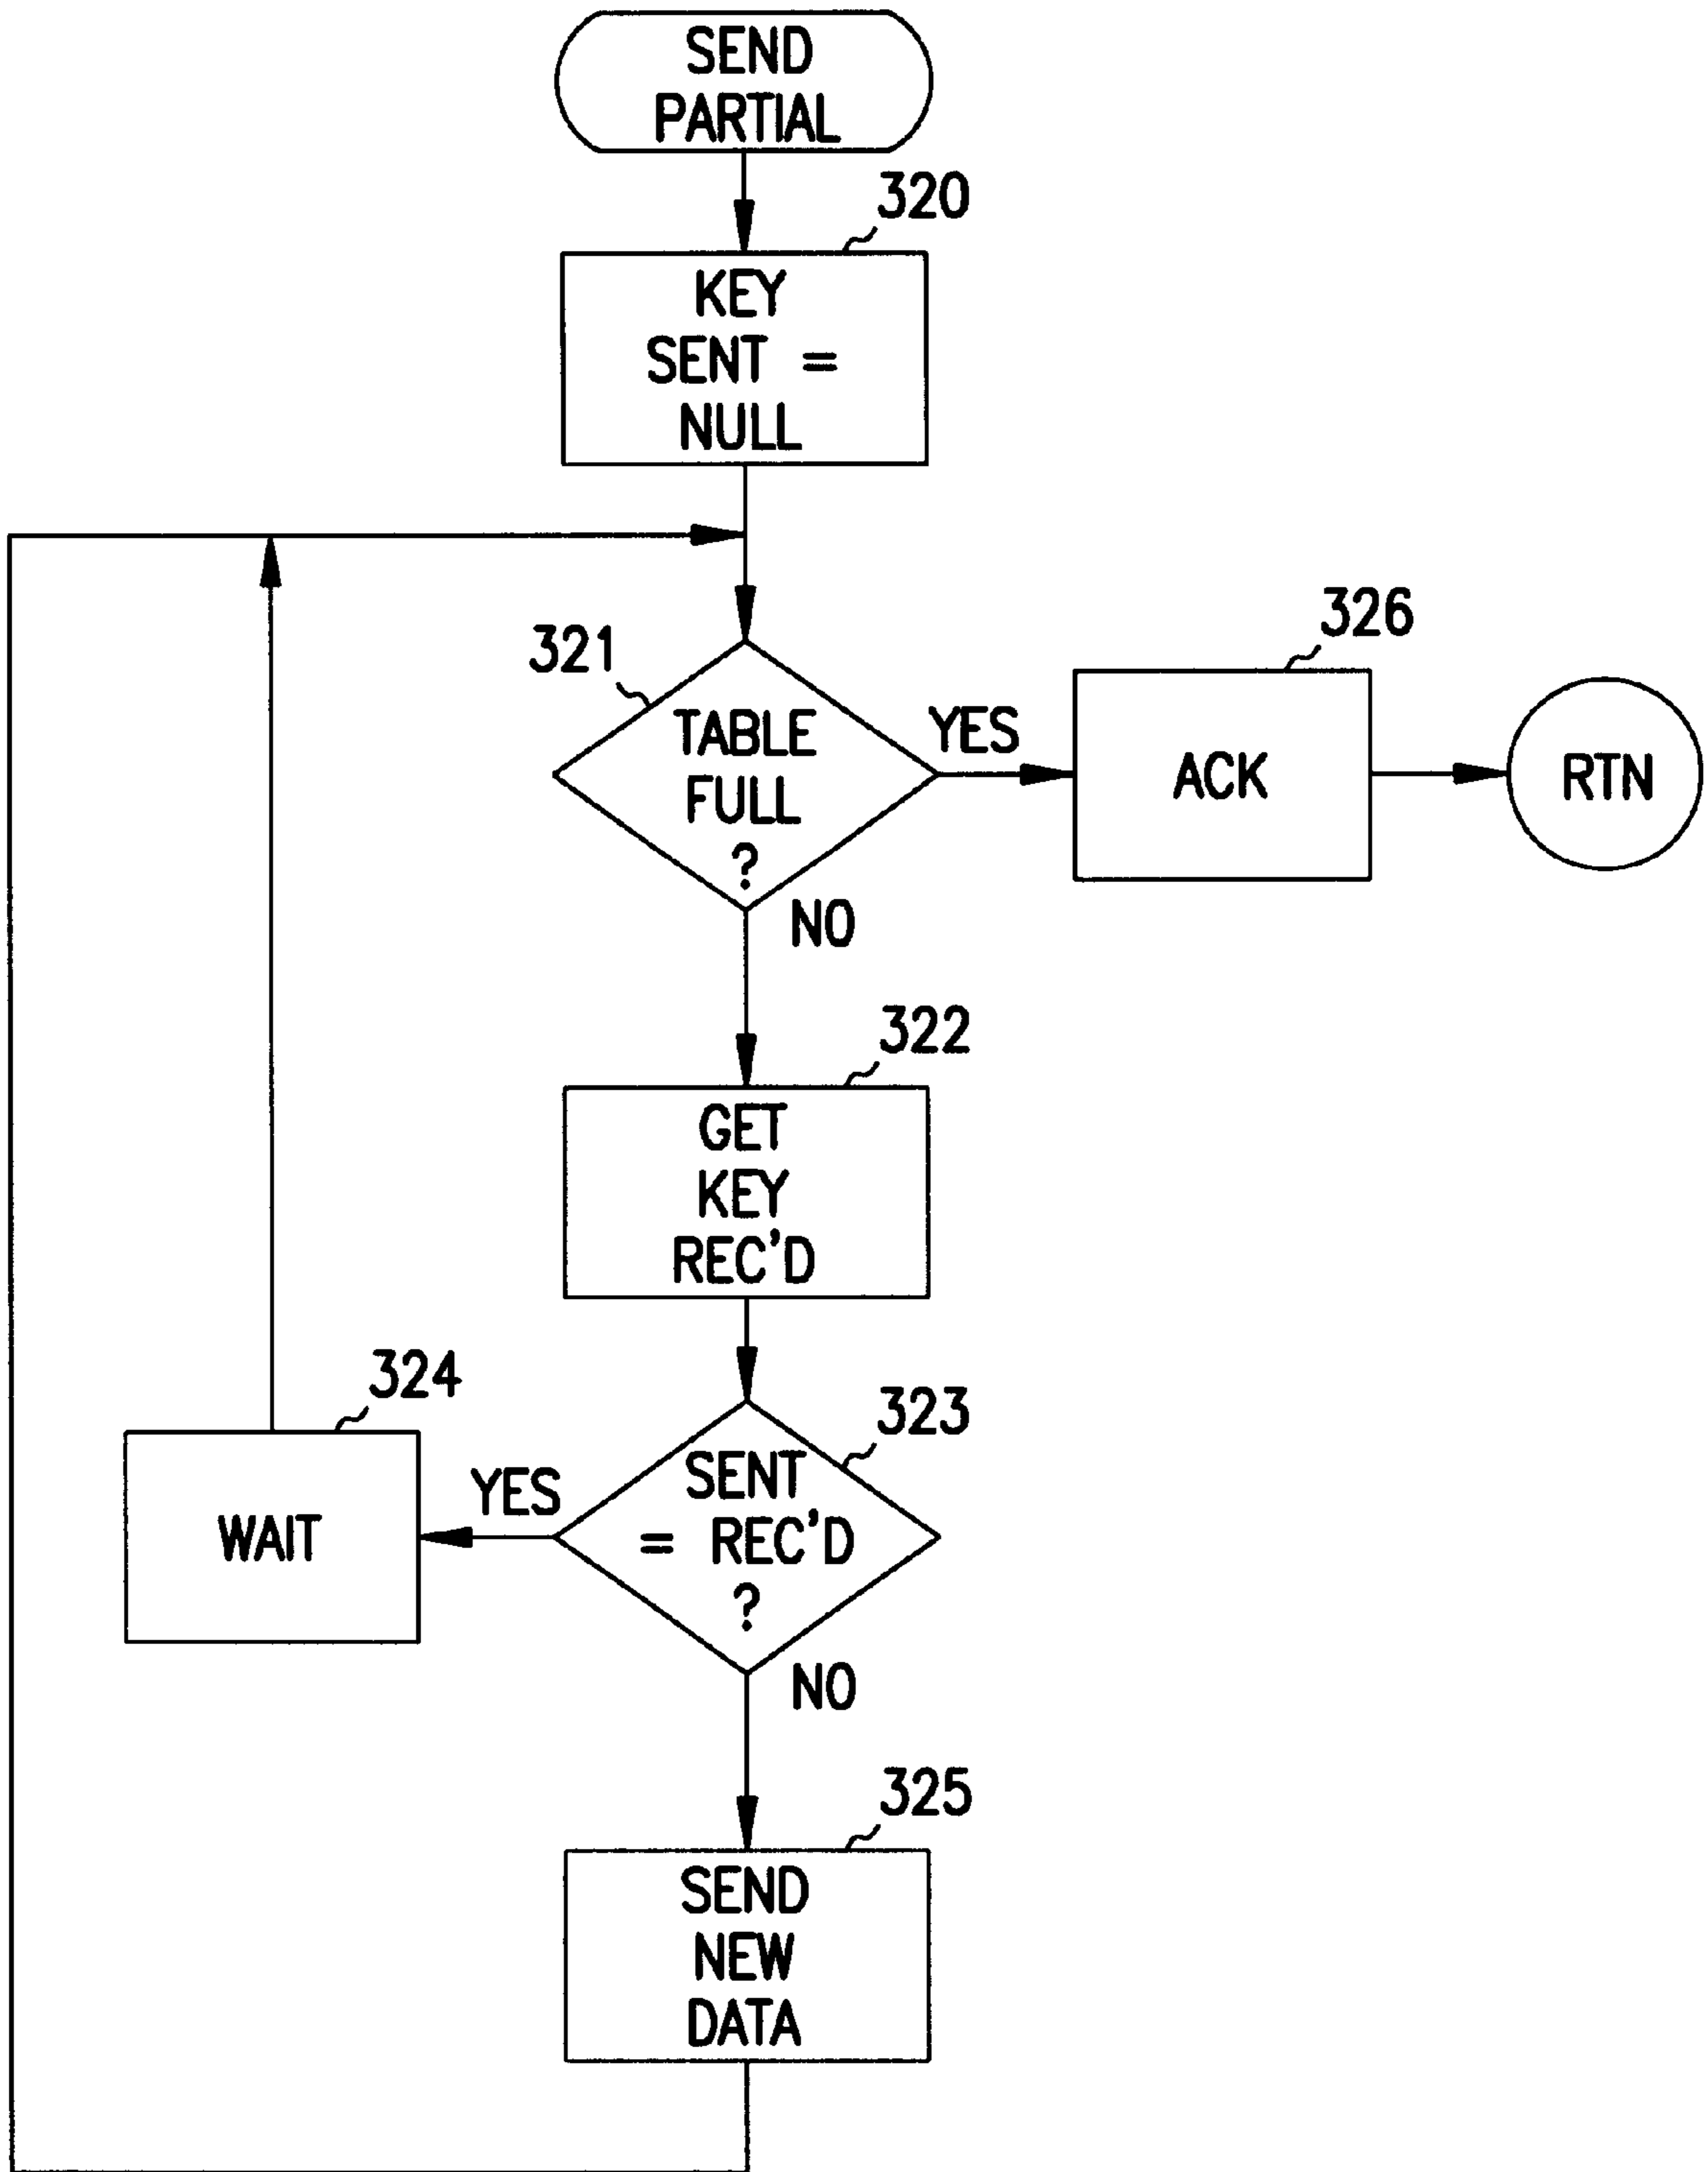 SEND
PARTIAL
320
KEY
SENT =
NULL
321
TABLE
FULL
?
YES
326
ACK
RTN
NO
322
GET
KEY
REC'D
324
WAIT
YES
323
SENT
= REC'D
?
NO
325
SEND
NEW
DATA